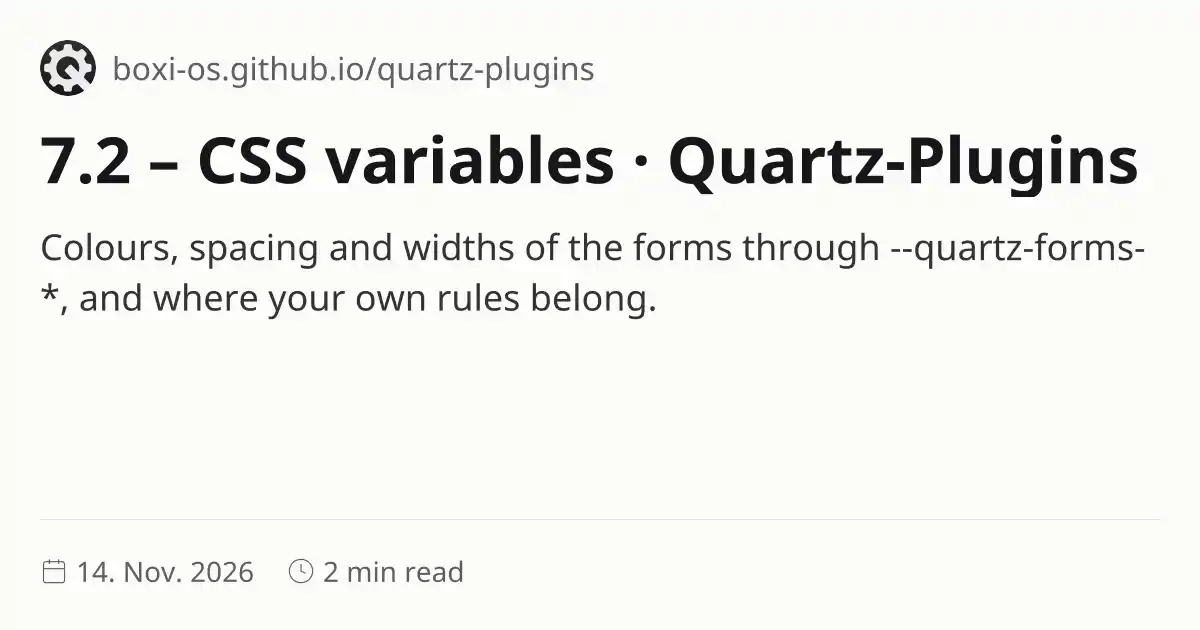 boxi-os.github.io/quartz-plugins
7.2 – CSS variables · Quartz-Plugins
Colours, spacing and widths of the forms through --quartz-forms-
*, and where your own rules belong.
14. Nov. 2026 2 min read